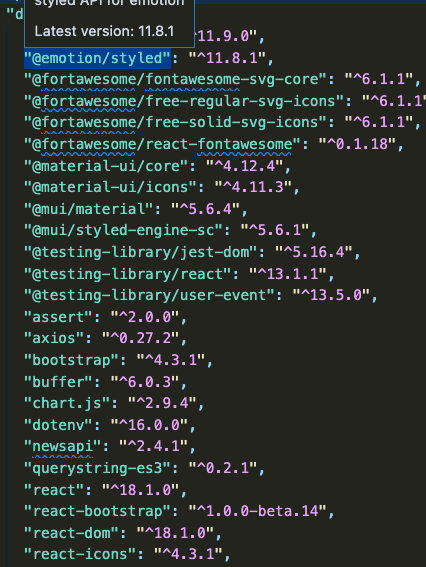 styled API for emotion
"d
Latest version: 11.8.1
11.9.0",
"@emotion/styled": "^11.8.1",
"@fortawesome/fontawesome-svg-core": "^6.1.1",
"@fortawesome/free-regular-svg-icons": "^6.1.1"
"@fortawesome/free-solid-svg-icons": "^6.1.1",
"@fortawesome/react-fontawesome": "^0.1.18",
"@material-ui/core": "^4.12.4",
"@material-ui/icons": "^4.11.3",
"@mui/material": "^5.6.4",
"@mui/styled-engine-sc": "^5.6.1",
"@testing-library/jest-dom": "^5.16.4",
"@testing-library/react": "^13.1.1",
"@testing-library/user-event": "^13.5.0",
"assert": "^2.0.0",
"axios": "^0.27.2",
"bootstrap": "^4.3.1",
"buffer": "^6.0.3",
"chart.js": "^2.9.4",
"dotenv": "^16.0.0",
"newsapi": "^2.4.1",
"querystring-es3": "^0.2.1",
"react": "^18.1.0",
"react-bootstrap": "^1.0.0-beta.14",
"react-dom": "^18.1.0",
"react-icons": "^4.3.1",